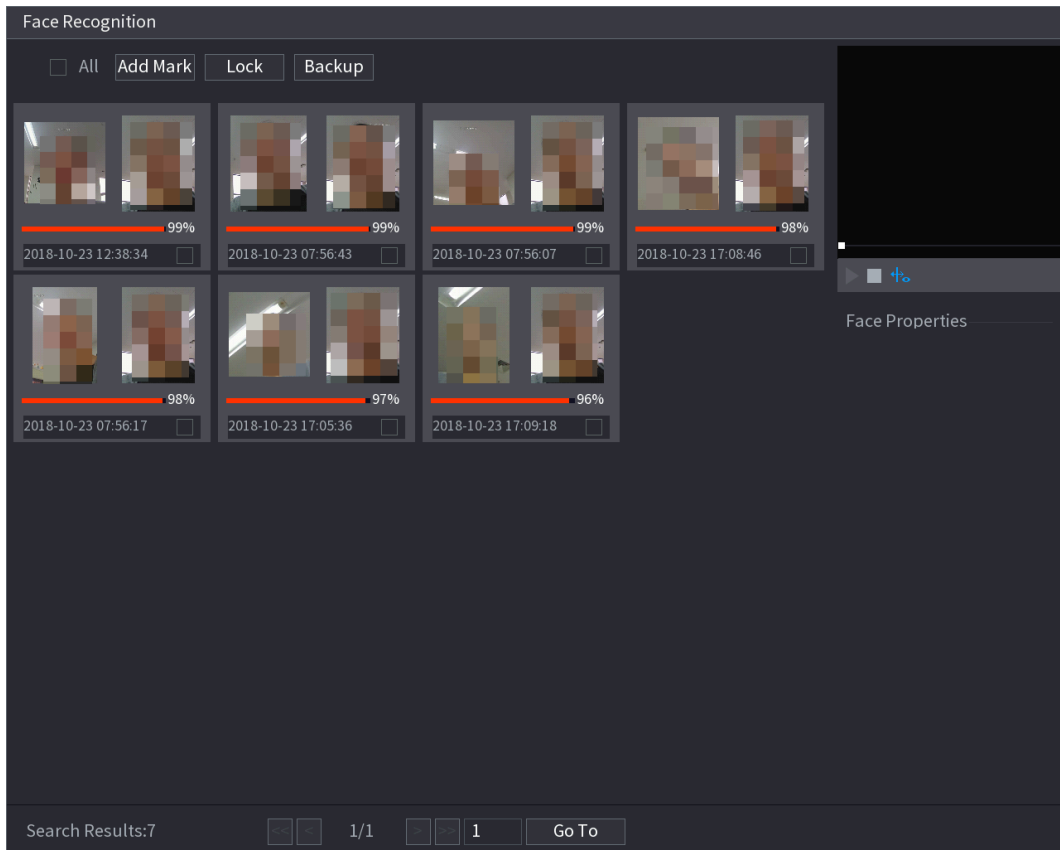 Face Recognition
All Add Mark Lock Backup
99% 99% 99% 98%
2018-10-23 12:38:34 2018-10-23 07:56:43 2018-10-23 07:56:07 2018-10-23 17:08:46
Face Properties
98% 97% 96%
2018-10-23 07:56:17 2018-10-23 17:05:36 2018-10-23 17:09:18
Search Results:7 << < 1/1 > >> 1 Go To